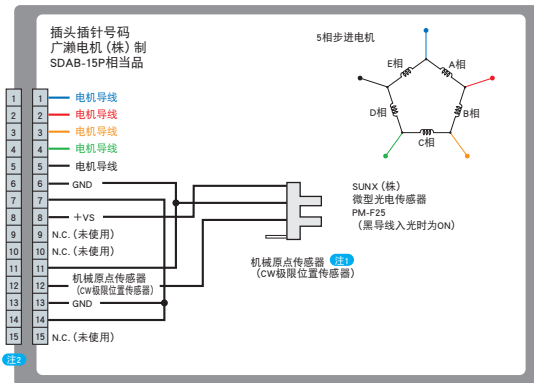 插头插针号码
广濑电机(株)制
SDAB-15P相当品
5相步进电机
E相
A相
D相
B相
C相
1 1 电机导线
2 2 电机导线
3 3 电机导线
4 4 电机导线
5 5 电机导线
6 6 GND
7 7
8 8 +VS
9 9 N.C.(未使用)
10 10 N.C.(未使用)
11 11
12 12 机械原点传感器
(CW极限位置传感器)
13 13 GND
14 14
15 15 N.C.(未使用)
注2
SUNX(株)
微型光电传感器
PM-F25
(黑导线入光时为ON)
机械原点传感器 注1
(CW极限位置传感器)